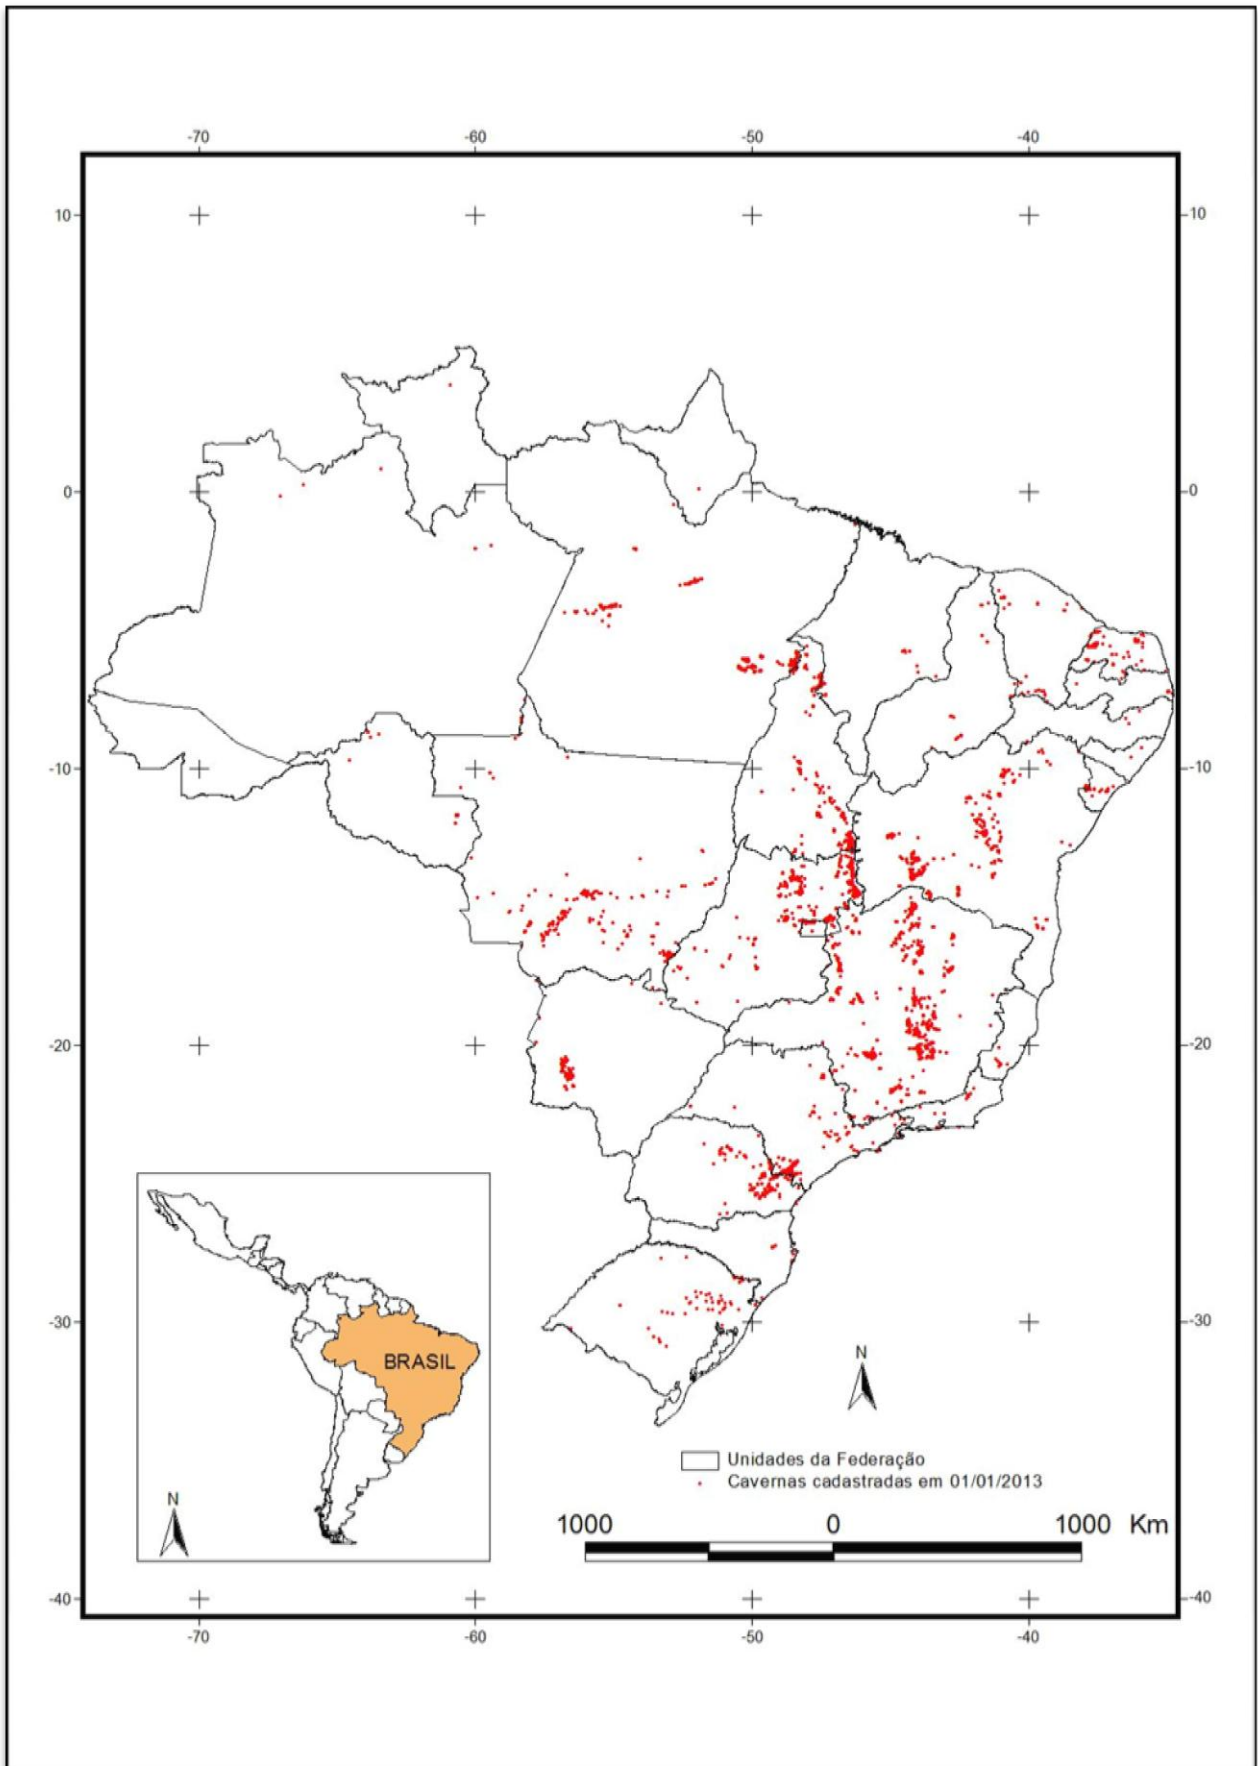 -70 -60 -50 -40
10 10
0 0
-10 -10
-20 -20
-30 -30
BRASIL
N
N
Unidades da Federação
Cavernas cadastradas em 01/01/2013
1000 0 1000 Km
-40 -40
-70 -60 -50 -40